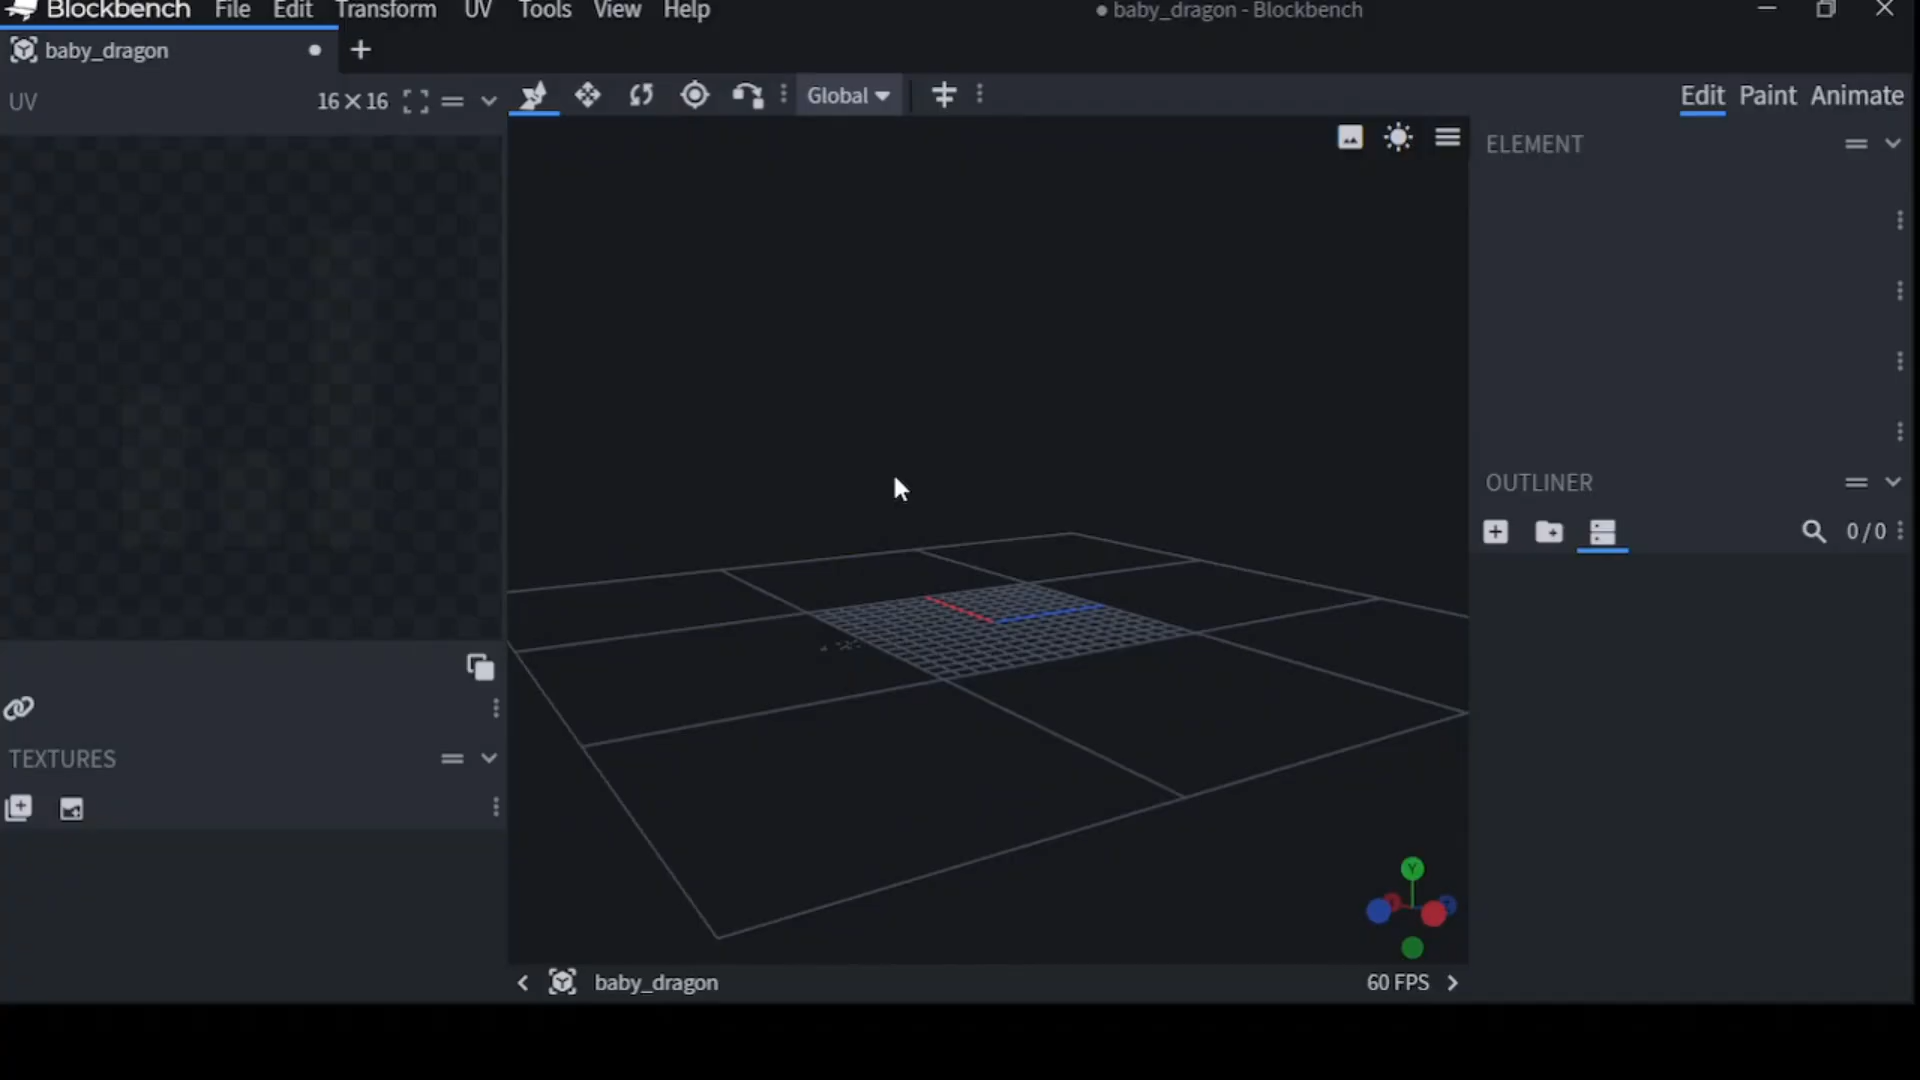 Blockbench File Edit Transform UV Tools View Help
• baby_dragon - Blockbench
baby_dragon
UV 16×16
Global
Edit Paint Animate
ELEMENT
OUTLINER
0/0
TEXTURES
Y
baby_dragon
60 FPS